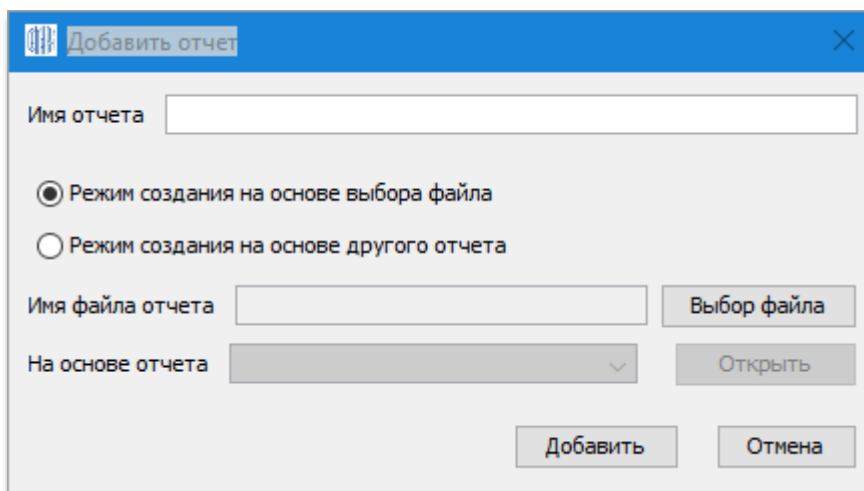 Добавить отчет
Имя отчета
Режим создания на основе выбора файла
Режим создания на основе другого отчета
Имя файла отчета Выбор файла
На основе отчета Открыть
Добавить Отмена